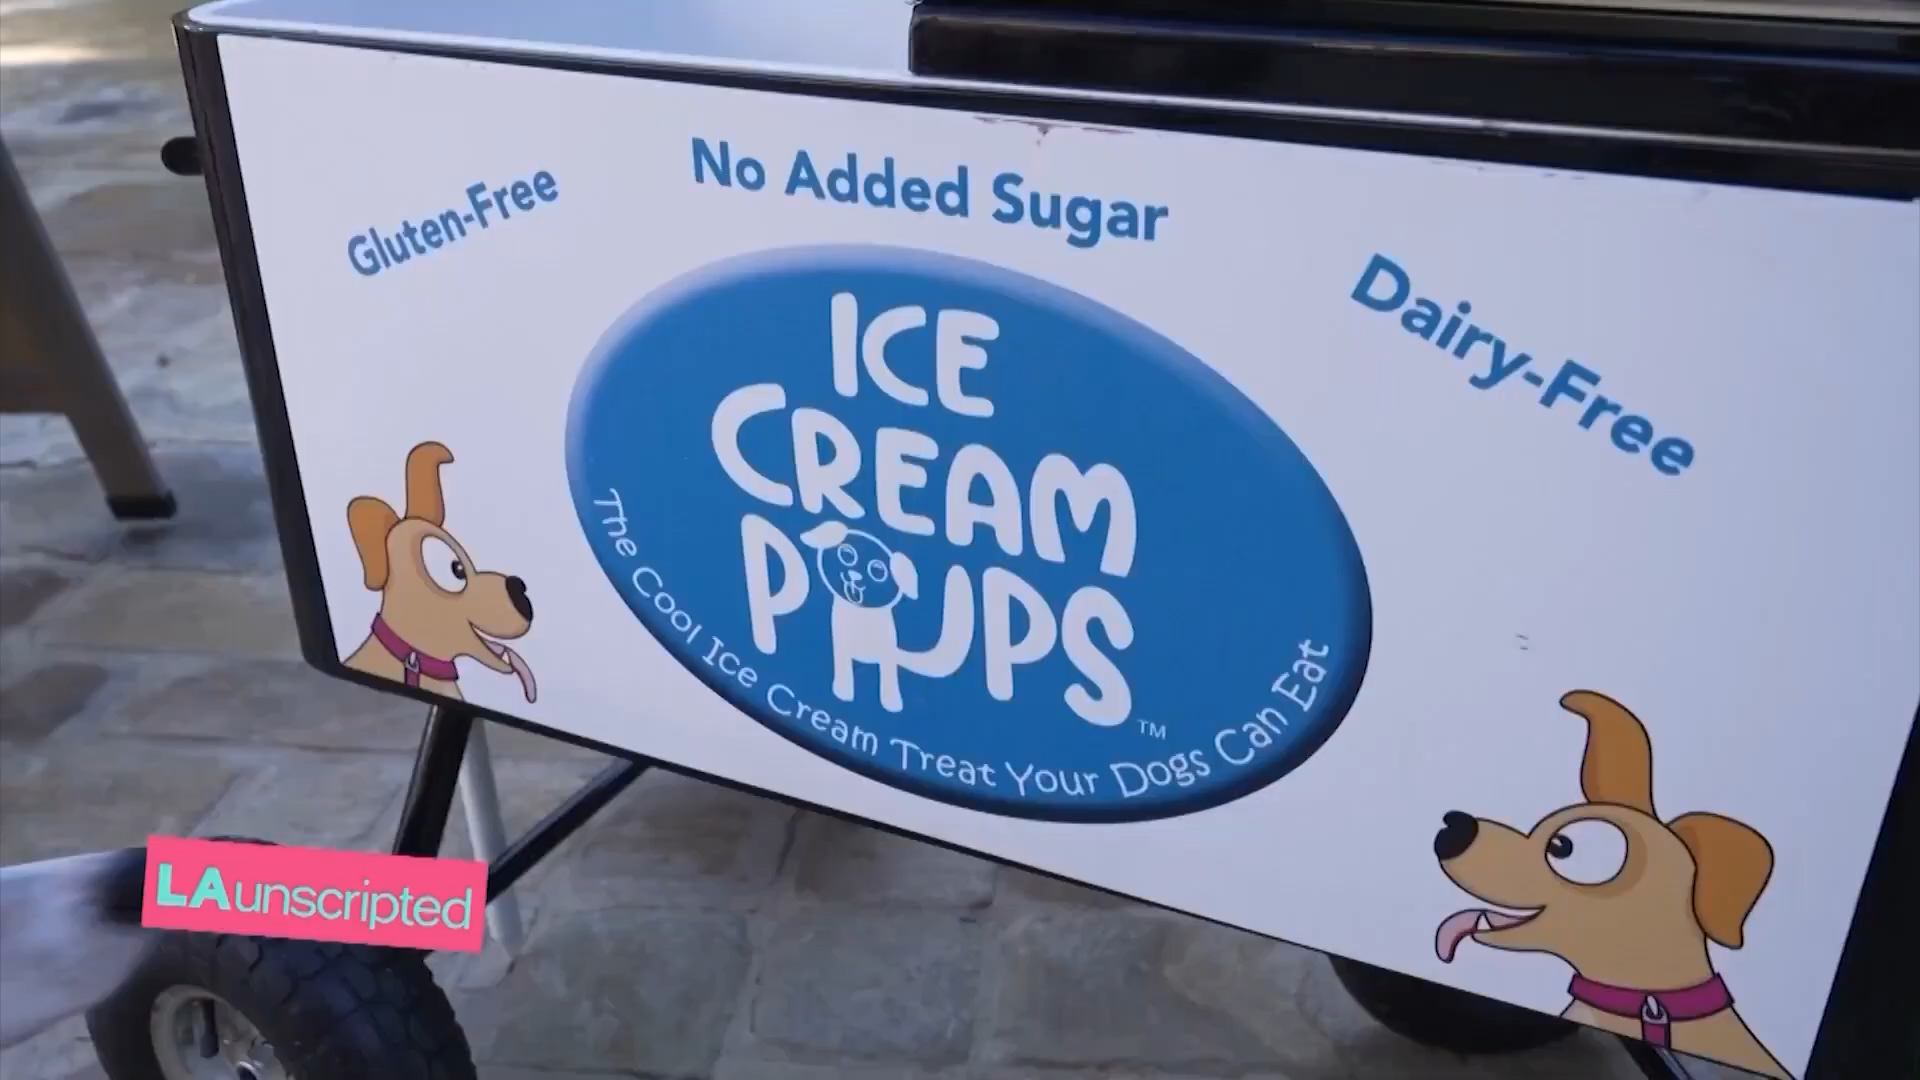 Gluten-Free
No Added Sugar
Dairy-Free
ICE
CREAM
PUPS
TM
The Cool Ice Cream Treat Your Dogs Can Eat
LAunscripted